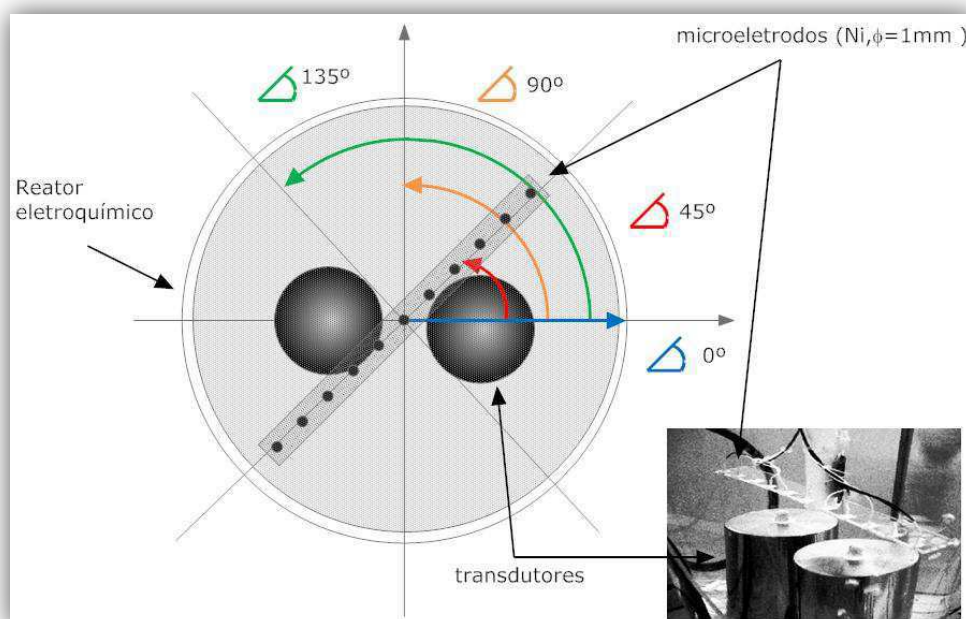 microeletrodos (Ni,ϕ=1mm )
135º
90º
Reator
eletroquímico
45º
0º
transdutores